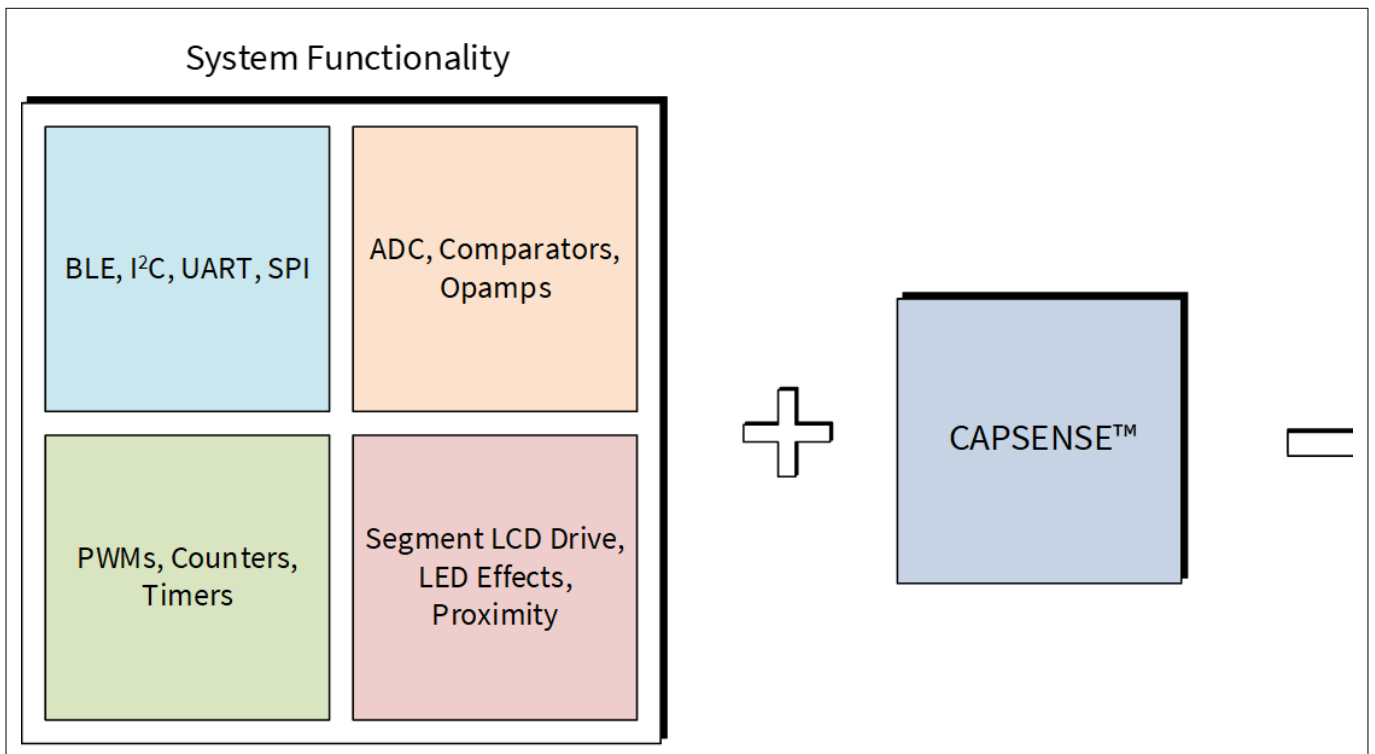 System Functionality
BLE, I²C, UART, SPI
ADC, Comparators,
Opamps
PWMs, Counters,
Timers
Segment LCD Drive,
LED Effects,
Proximity
CAPSENSE™